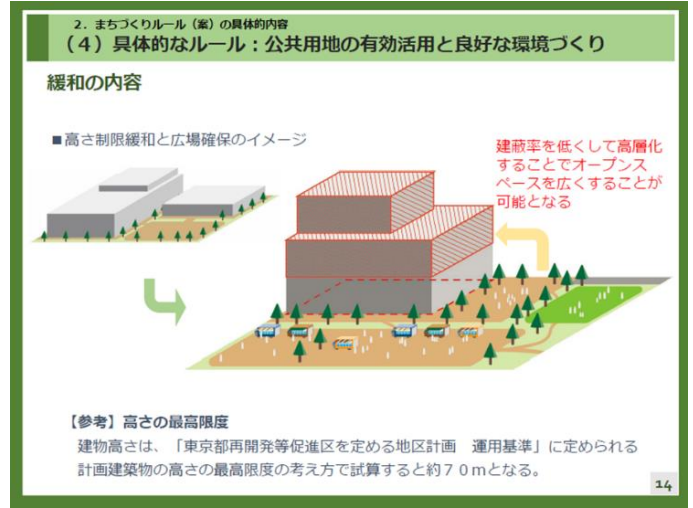 2．まちづくりルール（案）の具体的内容
（4）具体的なルール：公共用地の有効活用と良好な環境づくり
緩和の内容
■高さ制限緩和と広場確保のイメージ
建蔽率を低くして高層化
することでオープンス
ペースを広くすることが
可能となる
【参考】高さの最高限度
建物高さは、「東京都再開発等促進区を定める地区計画　運用基準」に定められる
計画建築物の高さの最高限度の考え方で試算すると約７０ｍとなる。
14